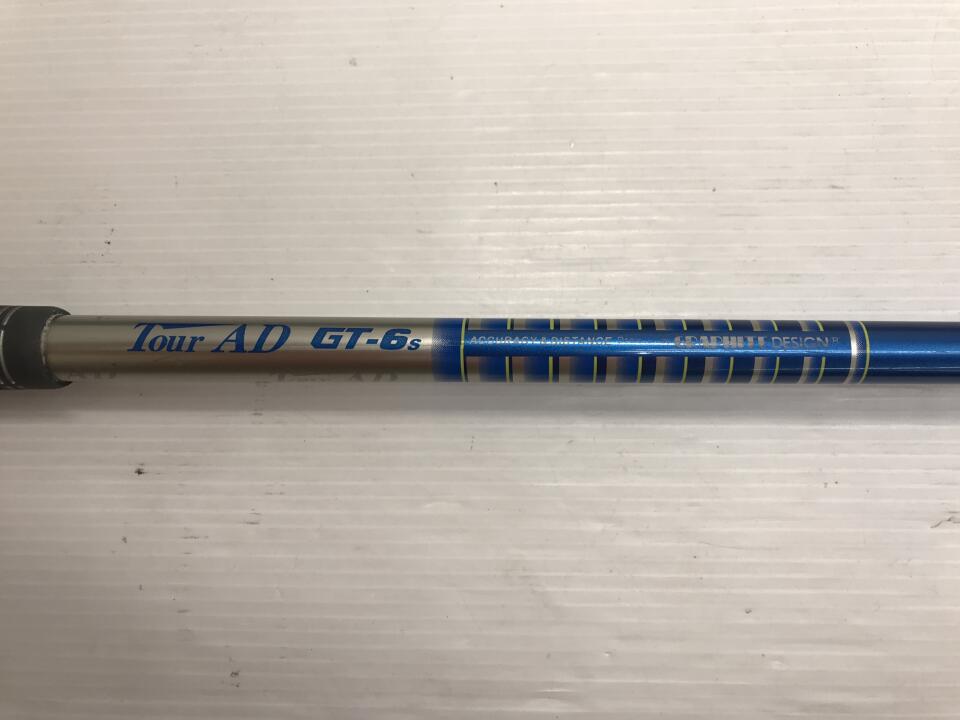 Tour AD GT-6s ACCURACY & DISTANCE GRAPHITE DESIGN®